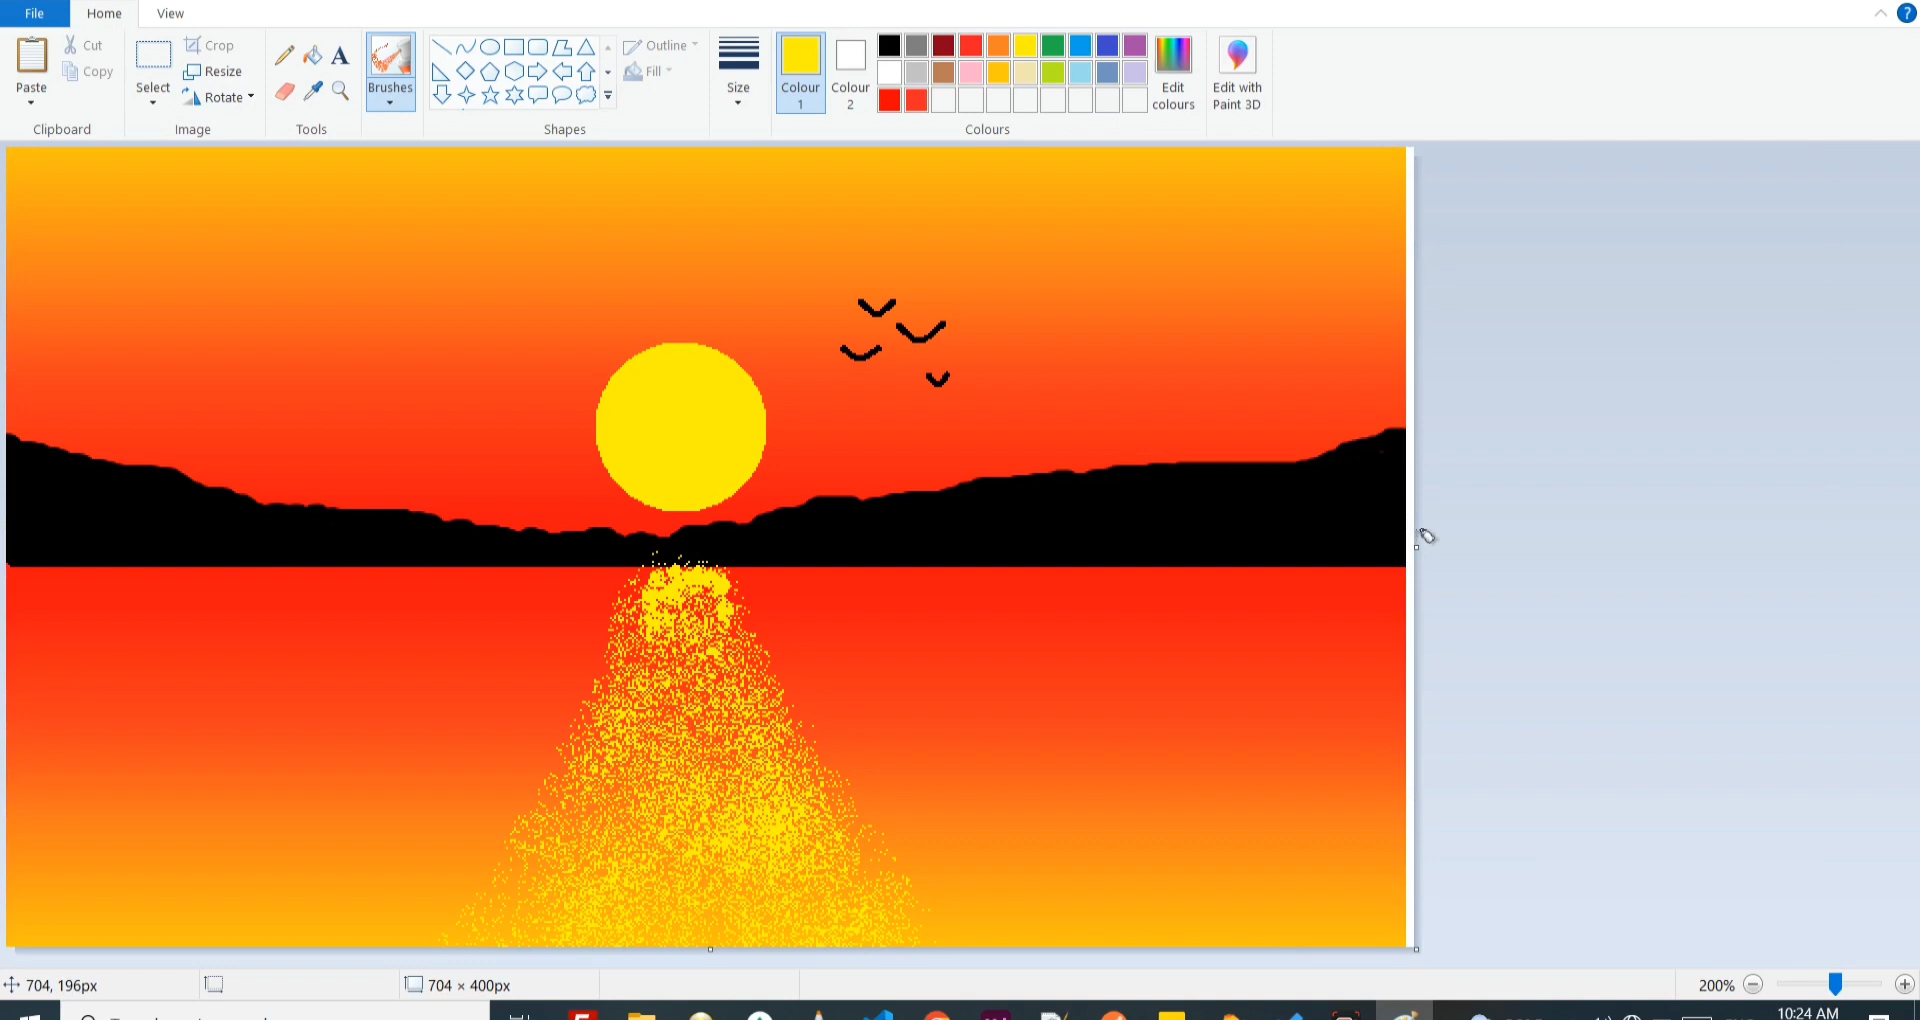 File Home View
Paste
Cut
Copy
Clipboard
Select
Crop
Resize
Rotate
Image
A
Tools
Brushes
Outline
Fill
Shapes
Size
Colour 1
Colour 2
Edit colours
Colours
Edit with Paint 3D
?
704, 196px
704 × 400px
200%
10:24 AM